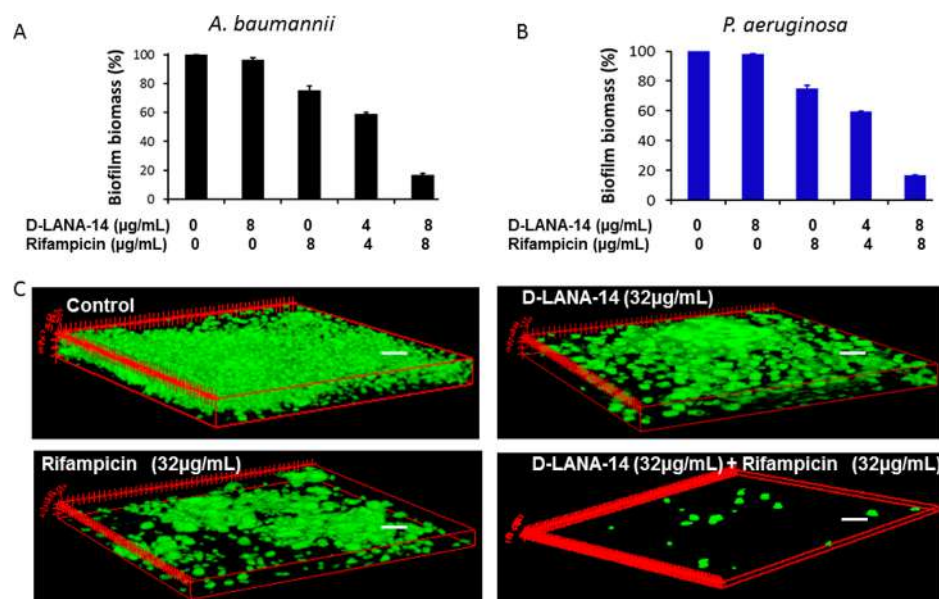 A
A. baumannii
Biofilm biomass (%)
100
80
60
40
20
0
D-LANA-14 (µg/mL) 0 8 0 4 8
Rifampicin (µg/mL) 0 0 8 4 8
B
P. aeruginosa
Biofilm biomass (%)
100
80
60
40
20
0
D-LANA-14 (µg/mL) 0 8 0 4 8
Rifampicin (µg/mL) 0 0 8 4 8
C
Control
D-LANA-14 (32µg/mL)
Rifampicin (32µg/mL)
D-LANA-14 (32µg/mL) + Rifampicin (32µg/mL)